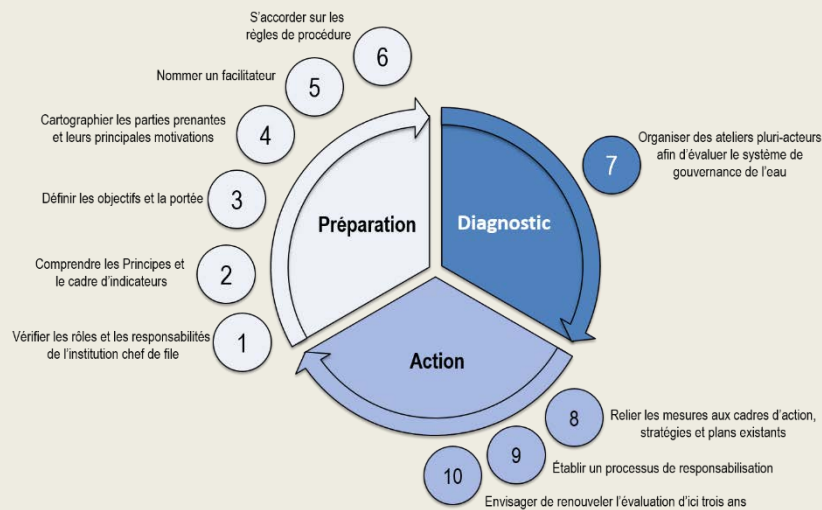 S'accorder sur les
règles de procédure
6
Nommer un facilitateur
5
Cartographier les parties prenantes
et leurs principales motivations
4
Définir les objectifs et la portée
3
Comprendre les Principes et
le cadre d'indicateurs
2
Vérifier les rôles et les responsabilités
de l'institution chef de file
1
Préparation
Diagnostic
7
Organiser des ateliers pluri-acteurs
afin d'évaluer le système de
gouvernance de l'eau
Action
8
Relier les mesures aux cadres d'action,
stratégies et plans existants
9
Établir un processus de responsabilisation
10
Envisager de renouveler l'évaluation d'ici trois ans